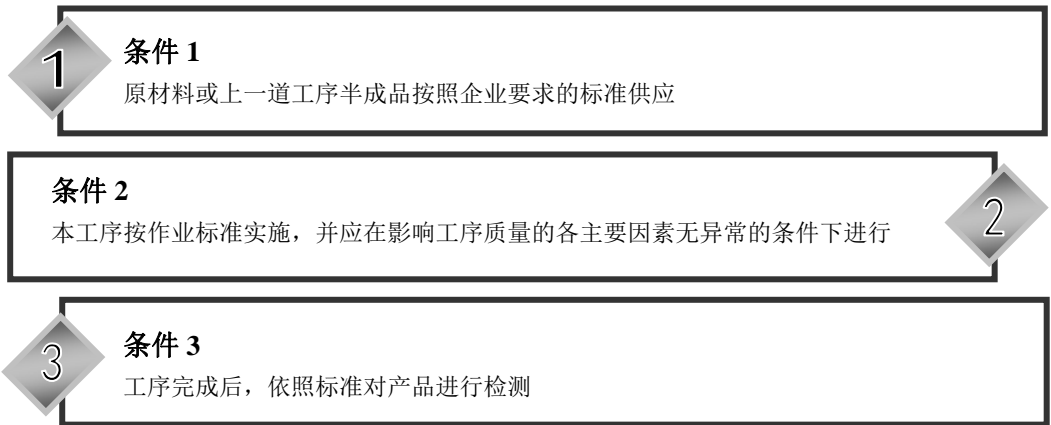 1
条件 1
原材料或上一道工序半成品按照企业要求的标准供应
条件 2
本工序按作业标准实施，并应在影响工序质量的各主要因素无异常的条件下进行
2
3
条件 3
工序完成后，依照标准对产品进行检测